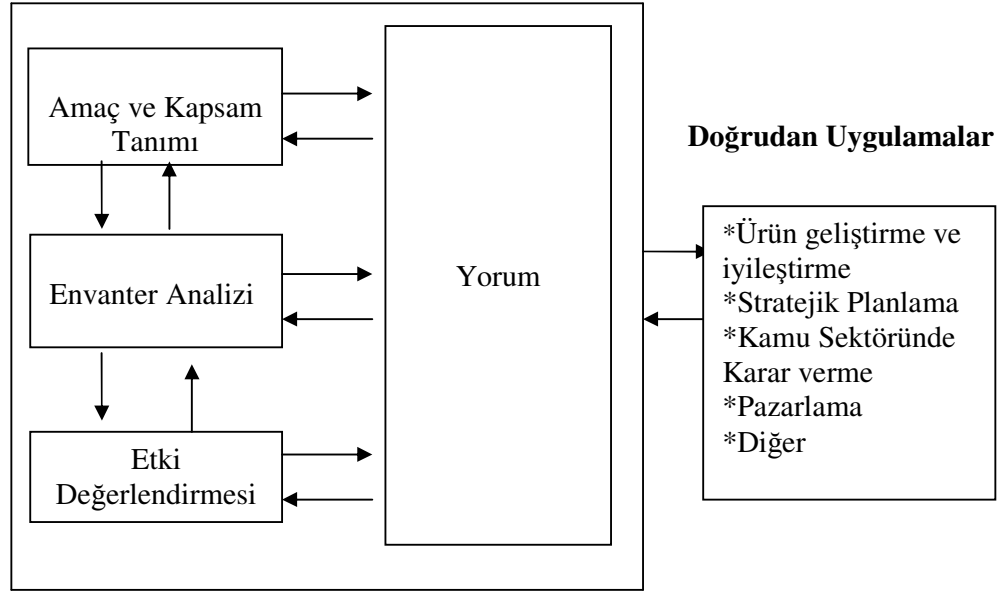 Amaç ve Kapsam
Tanımı
Envanter Analizi
Etki
Değerlendirmesi
Yorum
Doğrudan Uygulamalar
*Ürün geliştirme ve
iyileştirme
*Stratejik Planlama
*Kamu Sektöründe
Karar verme
*Pazarlama
*Diğer